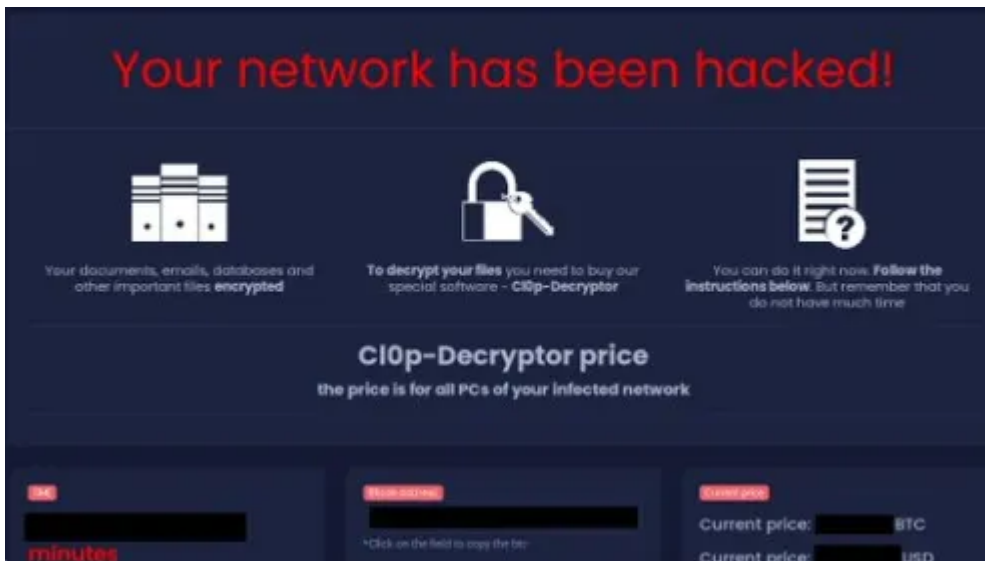 Your network has been hacked!
Your documents, emails, databases and
other important files encrypted
To decrypt your files you need to buy our
special software - Cl0p-Decryptor
You can do it right now. Follow the
instructions below. But remember that you
do not have much time
Cl0p-Decryptor price
the price is for all PCs of your infected network
minutes
Bitcoin address
*Click on the field to copy the btc
Current price
Current price: BTC
Current price: USD